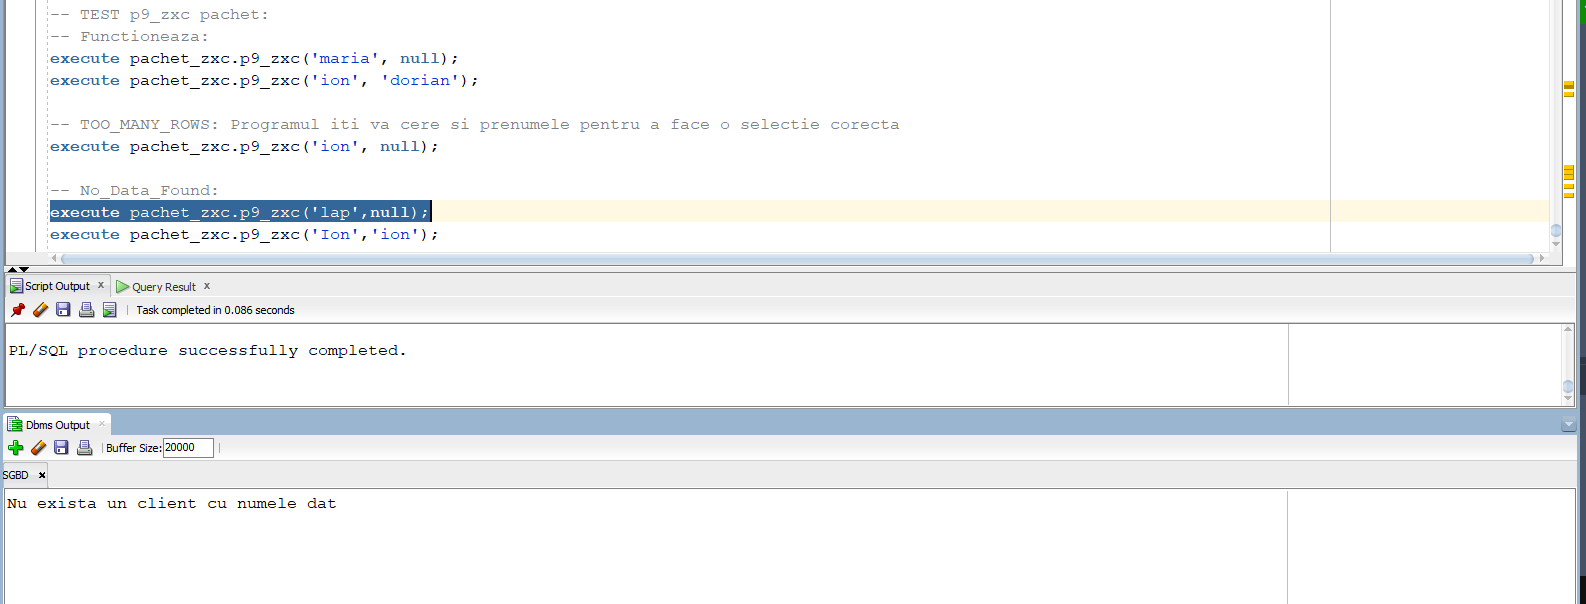 -- TEST p9_zxc pachet:
-- Functioneaza:
execute pachet_zxc.p9_zxc('maria', null);
execute pachet_zxc.p9_zxc('ion', 'dorian');
-- TOO_MANY_ROWS: Programul iti va cere si prenumele pentru a face o selectie corecta
execute pachet_zxc.p9_zxc('ion', null);
-- No_Data_Found:
execute pachet_zxc.p9_zxc('lap',null);
execute pachet_zxc.p9_zxc('Ion','ion');
Script Output x Query Result x
Task completed in 0.086 seconds
PL/SQL procedure successfully completed.
Dbms Output x
Buffer Size: 20000
SGBD x
Nu exista un client cu numele dat